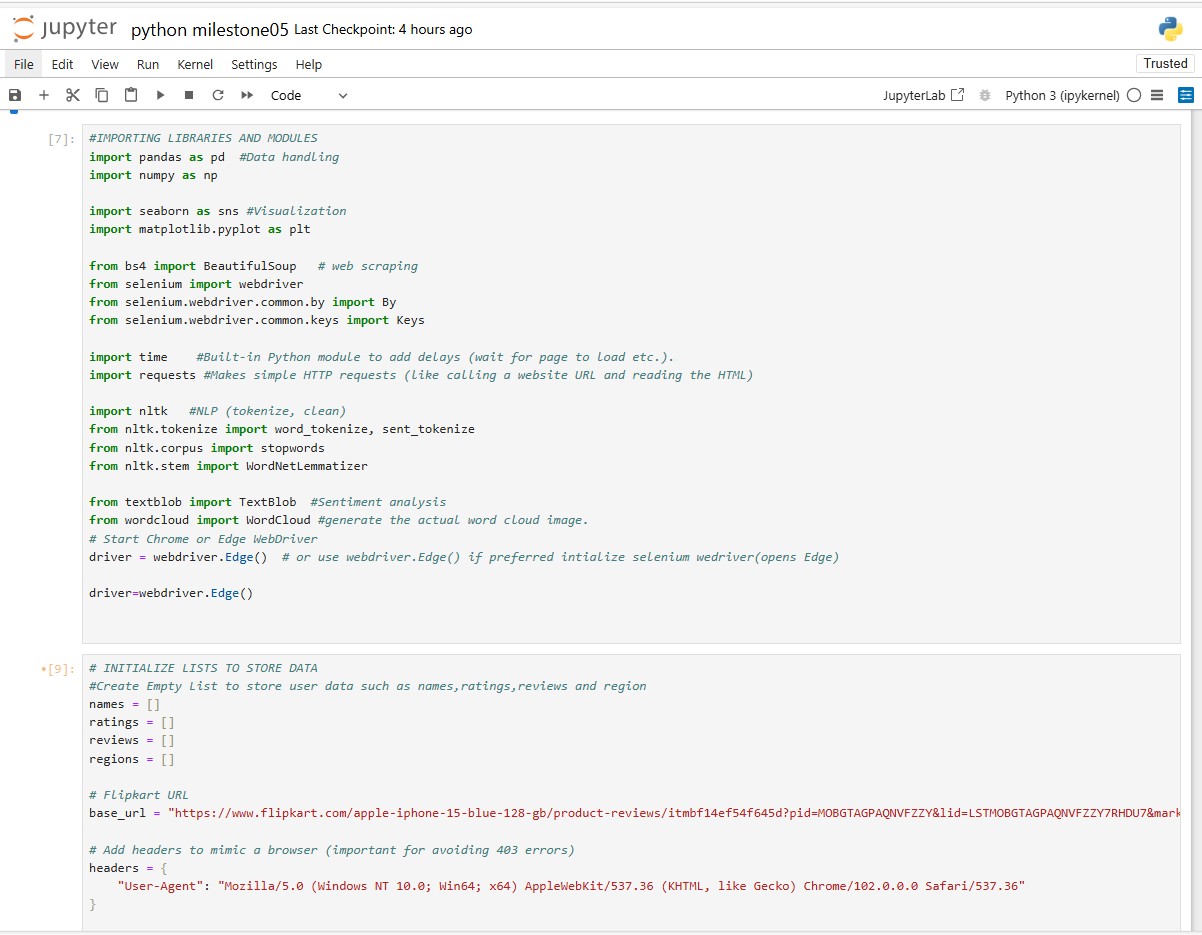 jupyter python milestone05 Last Checkpoint: 4 hours ago
File Edit View Run Kernel Settings Help Trusted
Code JupyterLab Python 3 (ipykernel)
[7]: #IMPORTING LIBRARIES AND MODULES
import pandas as pd  #Data handling
import numpy as np
import seaborn as sns #Visualization
import matplotlib.pyplot as plt
from bs4 import BeautifulSoup   # web scraping
from selenium import webdriver
from selenium.webdriver.common.by import By
from selenium.webdriver.common.keys import Keys
import time    #Built-in Python module to add delays (wait for page to load etc.).
import requests #Makes simple HTTP requests (like calling a website URL and reading the HTML)
import nltk   #NLP (tokenize, clean)
from nltk.tokenize import word_tokenize, sent_tokenize
from nltk.corpus import stopwords
from nltk.stem import WordNetLemmatizer
from textblob import TextBlob  #Sentiment analysis
from wordcloud import WordCloud #generate the actual word cloud image.
# Start Chrome or Edge WebDriver
driver = webdriver.Edge()  # or use webdriver.Edge() if preferred intialize selenium wedriver(opens Edge)
driver=webdriver.Edge()
•[9]: # INITIALIZE LISTS TO STORE DATA
#Create Empty List to store user data such as names,ratings,reviews and region
names = []
ratings = []
reviews = []
regions = []
# Flipkart URL
base_url = "https://www.flipkart.com/apple-iphone-15-blue-128-gb/product-reviews/itmbf14ef54f645d?pid=MOBGTAGPAQNVFZZY&lid=LSTMOBGTAGPAQNVFZZY7RHDU7&mark
# Add headers to mimic a browser (important for avoiding 403 errors)
headers = {
    "User-Agent": "Mozilla/5.0 (Windows NT 10.0; Win64; x64) AppleWebKit/537.36 (KHTML, like Gecko) Chrome/102.0.0.0 Safari/537.36"
}